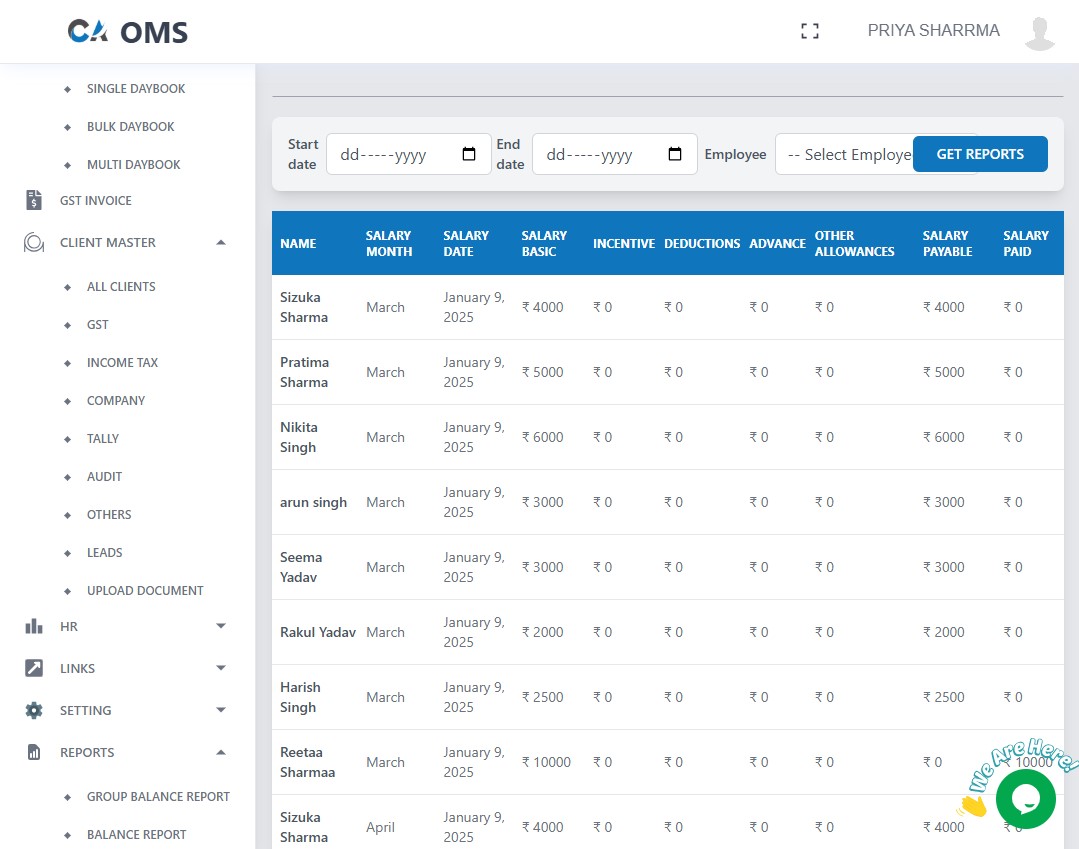 CA OMS
PRIYA SHARRMA
SINGLE DAYBOOK
BULK DAYBOOK
MULTI DAYBOOK
GST INVOICE
CLIENT MASTER
ALL CLIENTS
GST
INCOME TAX
COMPANY
TALLY
AUDIT
OTHERS
LEADS
UPLOAD DOCUMENT
HR
LINKS
SETTING
REPORTS
GROUP BALANCE REPORT
BALANCE REPORT
Start date dd-----yyyy End date dd-----yyyy Employee -- Select Employe GET REPORTS
NAME SALARY MONTH SALARY DATE SALARY BASIC INCENTIVE DEDUCTIONS ADVANCE OTHER ALLOWANCES SALARY PAYABLE SALARY PAID
Sizuka Sharma March January 9, 2025 ₹ 4000 ₹ 0 ₹ 0 ₹ 0 ₹ 0 ₹ 4000 ₹ 0
Pratima Sharma March January 9, 2025 ₹ 5000 ₹ 0 ₹ 0 ₹ 0 ₹ 0 ₹ 5000 ₹ 0
Nikita Singh March January 9, 2025 ₹ 6000 ₹ 0 ₹ 0 ₹ 0 ₹ 0 ₹ 6000 ₹ 0
arun singh March January 9, 2025 ₹ 3000 ₹ 0 ₹ 0 ₹ 0 ₹ 0 ₹ 3000 ₹ 0
Seema Yadav March January 9, 2025 ₹ 3000 ₹ 0 ₹ 0 ₹ 0 ₹ 0 ₹ 3000 ₹ 0
Rakul Yadav March January 9, 2025 ₹ 2000 ₹ 0 ₹ 0 ₹ 0 ₹ 0 ₹ 2000 ₹ 0
Harish Singh March January 9, 2025 ₹ 2500 ₹ 0 ₹ 0 ₹ 0 ₹ 0 ₹ 2500 ₹ 0
Reetaa Sharmaa March January 9, 2025 ₹ 10000 ₹ 0 ₹ 0 ₹ 0 ₹ 0 ₹ 0 ₹ 10000
Sizuka Sharma April January 9, 2025 ₹ 4000 ₹ 0 ₹ 0 ₹ 0 ₹ 0 ₹ 4000 ₹ 0
We Are Here!